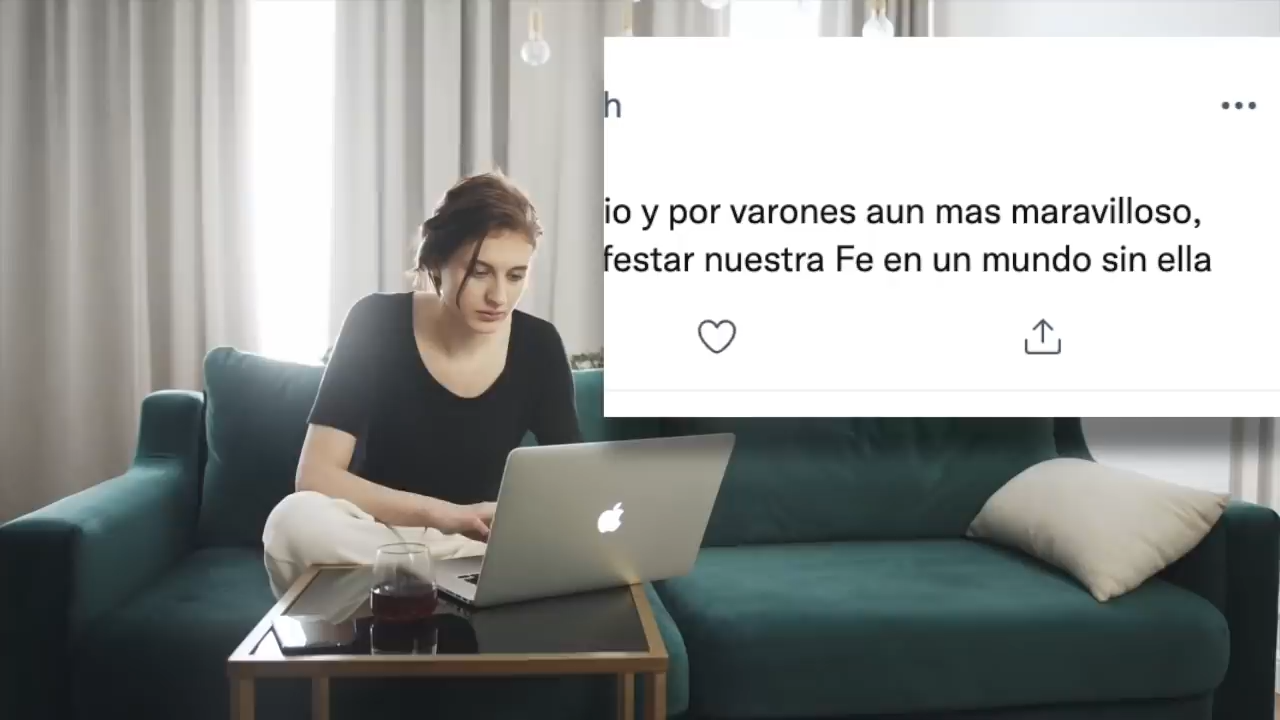 h
io y por varones aun mas maravilloso,
festar nuestra Fe en un mundo sin ella